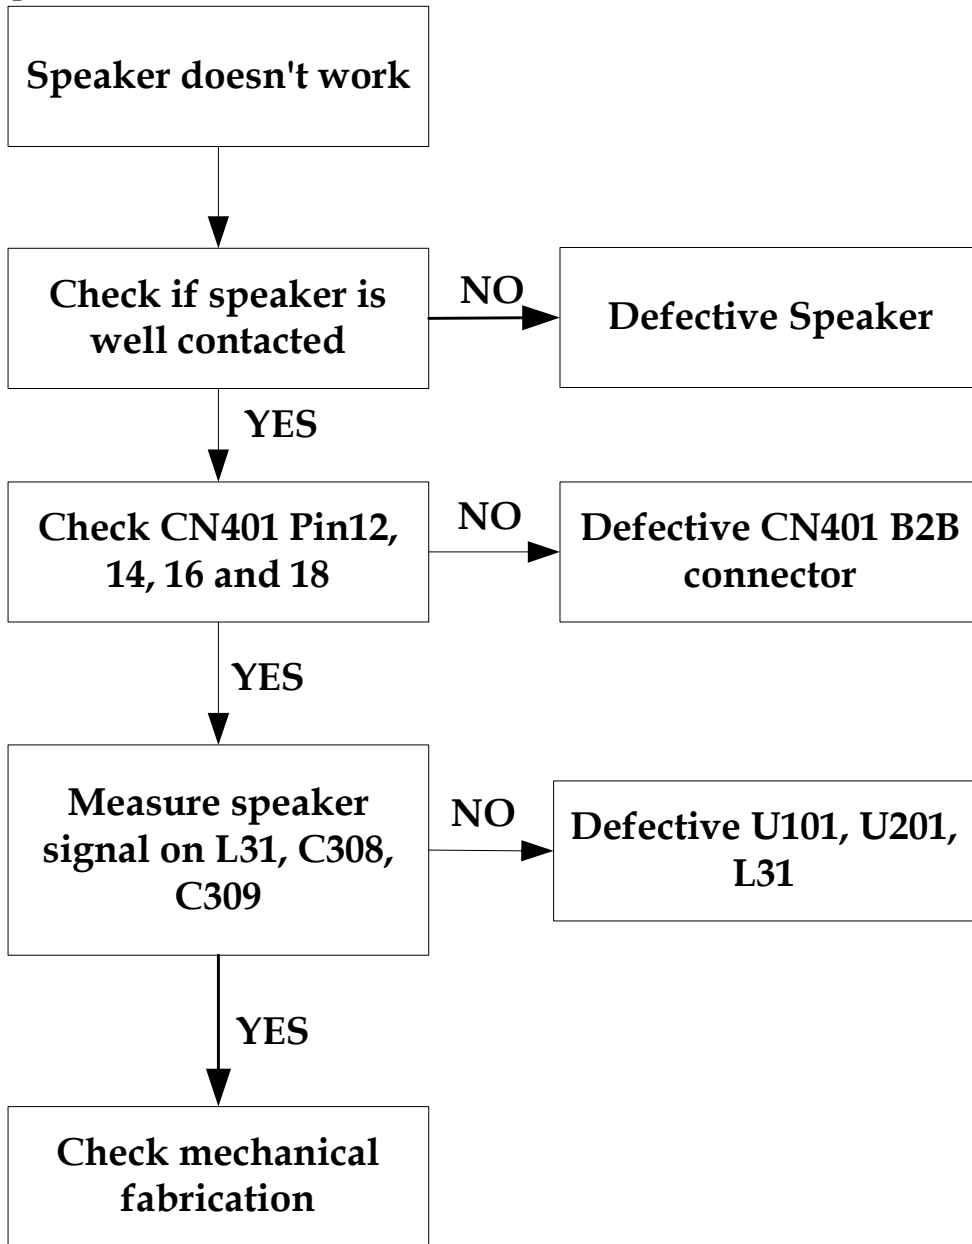 Speaker doesn't work
Check if speaker is
well contacted
NO
Defective Speaker
YES
Check CN401 Pin12,
14, 16 and 18
NO
Defective CN401 B2B
connector
YES
Measure speaker
signal on L31, C308,
C309
NO
Defective U101, U201,
L31
YES
Check mechanical
fabrication